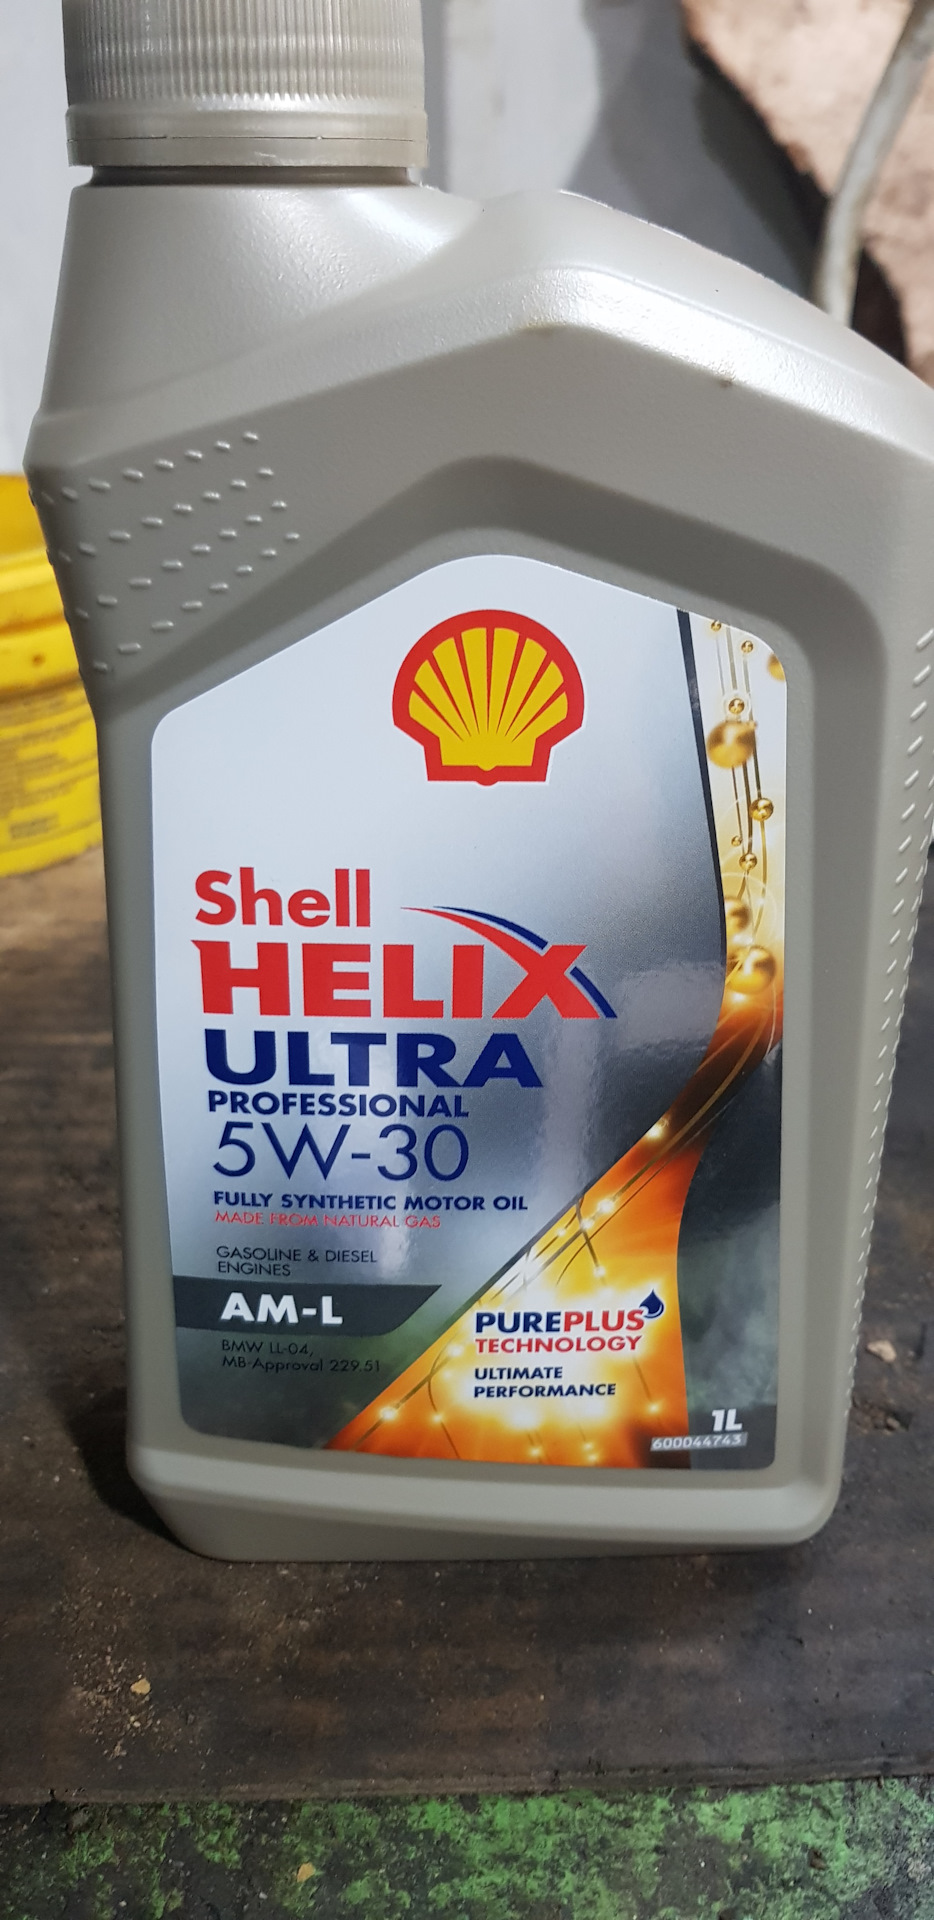 Shell
HELIX
ULTRA
PROFESSIONAL
5W-30
FULLY SYNTHETIC MOTOR OIL
MADE FROM NATURAL GAS
GASOLINE & DIESEL
ENGINES
AM-L
BMW LL-04,
MB-Approval 229.51
PUREPLUS
TECHNOLOGY
ULTIMATE
PERFORMANCE
1L
600044743